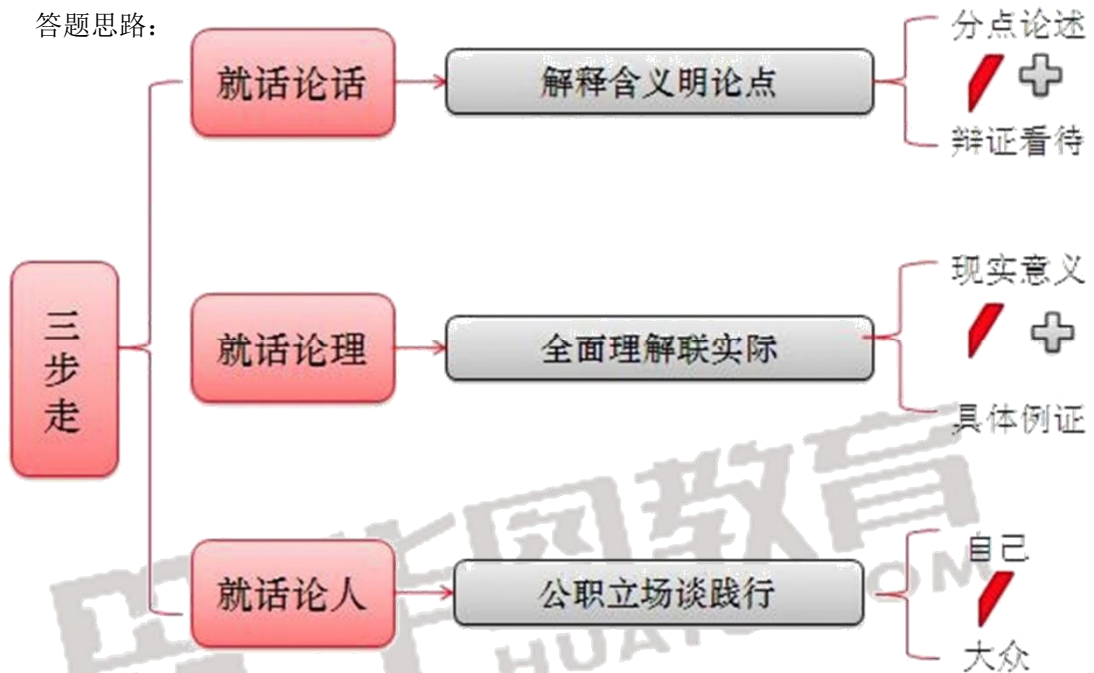 答题思路：
三步走
就话论话
解释含义明论点
分点论述
辩证看待
就话论理
全面理解联实际
现实意义
具体例证
就话论人
公职立场谈践行
自己
大众
教育